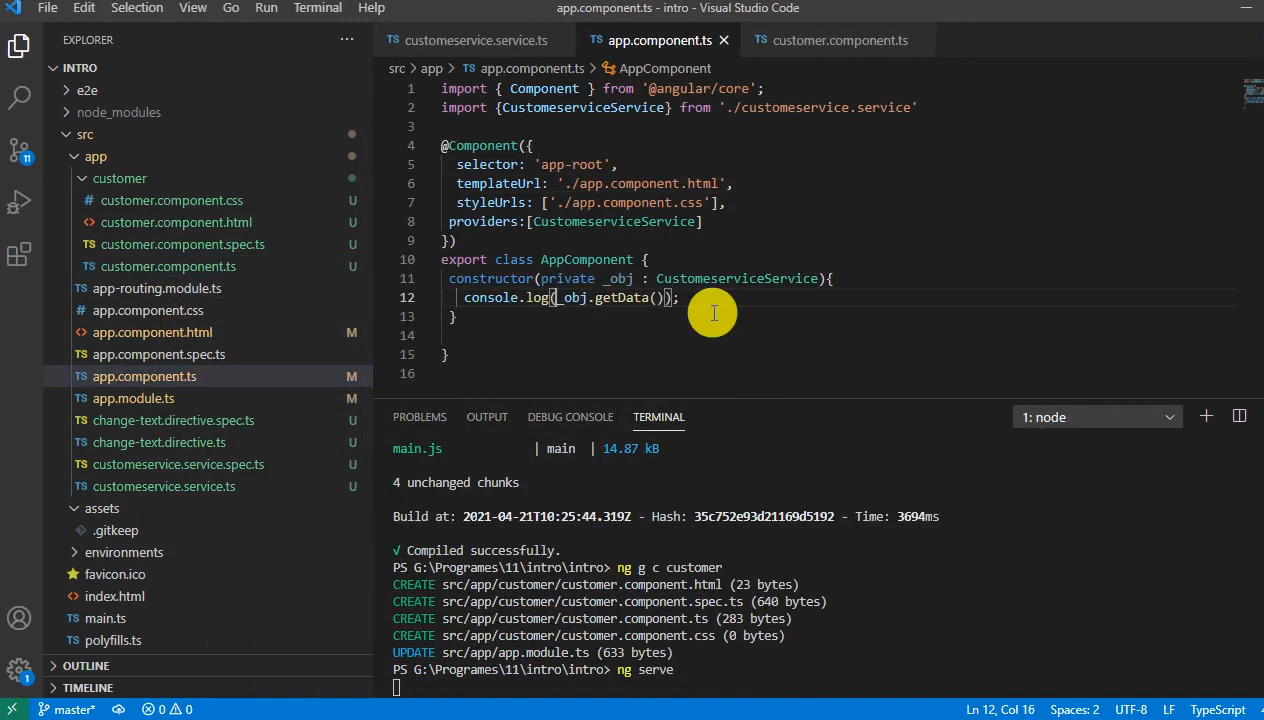 File Edit Selection View Go Run Terminal Help
app.component.ts - intro - Visual Studio Code
EXPLORER
INTRO
e2e
node_modules
src
app
customer
# customer.component.css U
<> customer.component.html U
TS customer.component.spec.ts U
TS customer.component.ts U
TS app-routing.module.ts
# app.component.css
<> app.component.html M
TS app.component.spec.ts
TS app.component.ts M
TS app.module.ts M
TS change-text.directive.spec.ts U
TS change-text.directive.ts U
TS customeservice.service.spec.ts U
TS customeservice.service.ts U
assets
.gitkeep
environments
favicon.ico
<> index.html
TS main.ts
TS polyfills.ts
OUTLINE
TIMELINE
11
1
TS customeservice.service.ts
TS app.component.ts
TS customer.component.ts
src > app > TS app.component.ts > AppComponent
1 import { Component } from '@angular/core';
2 import {CustomeserviceService} from './customeservice.service'
3
4 @Component({
5 selector: 'app-root',
6 templateUrl: './app.component.html',
7 styleUrls: ['./app.component.css'],
8 providers:[CustomeserviceService]
9 })
10 export class AppComponent {
11 constructor(private _obj : CustomeserviceService){
12 console.log(_obj.getData());
13 }
14
15 }
16
PROBLEMS OUTPUT DEBUG CONSOLE TERMINAL
1: node
main.js | main | 14.87 kB
4 unchanged chunks
Build at: 2021-04-21T10:25:44.319Z - Hash: 35c752e93d21169d5192 - Time: 3694ms
√ Compiled successfully.
PS G:\Programes\11\intro\intro> ng g c customer
CREATE src/app/customer/customer.component.html (23 bytes)
CREATE src/app/customer/customer.component.spec.ts (640 bytes)
CREATE src/app/customer/customer.component.ts (283 bytes)
CREATE src/app/customer/customer.component.css (0 bytes)
UPDATE src/app/app.module.ts (633 bytes)
PS G:\Programes\11\intro\intro> ng serve
master* 0 0
Ln 12, Col 16 Spaces: 2 UTF-8 LF TypeScript